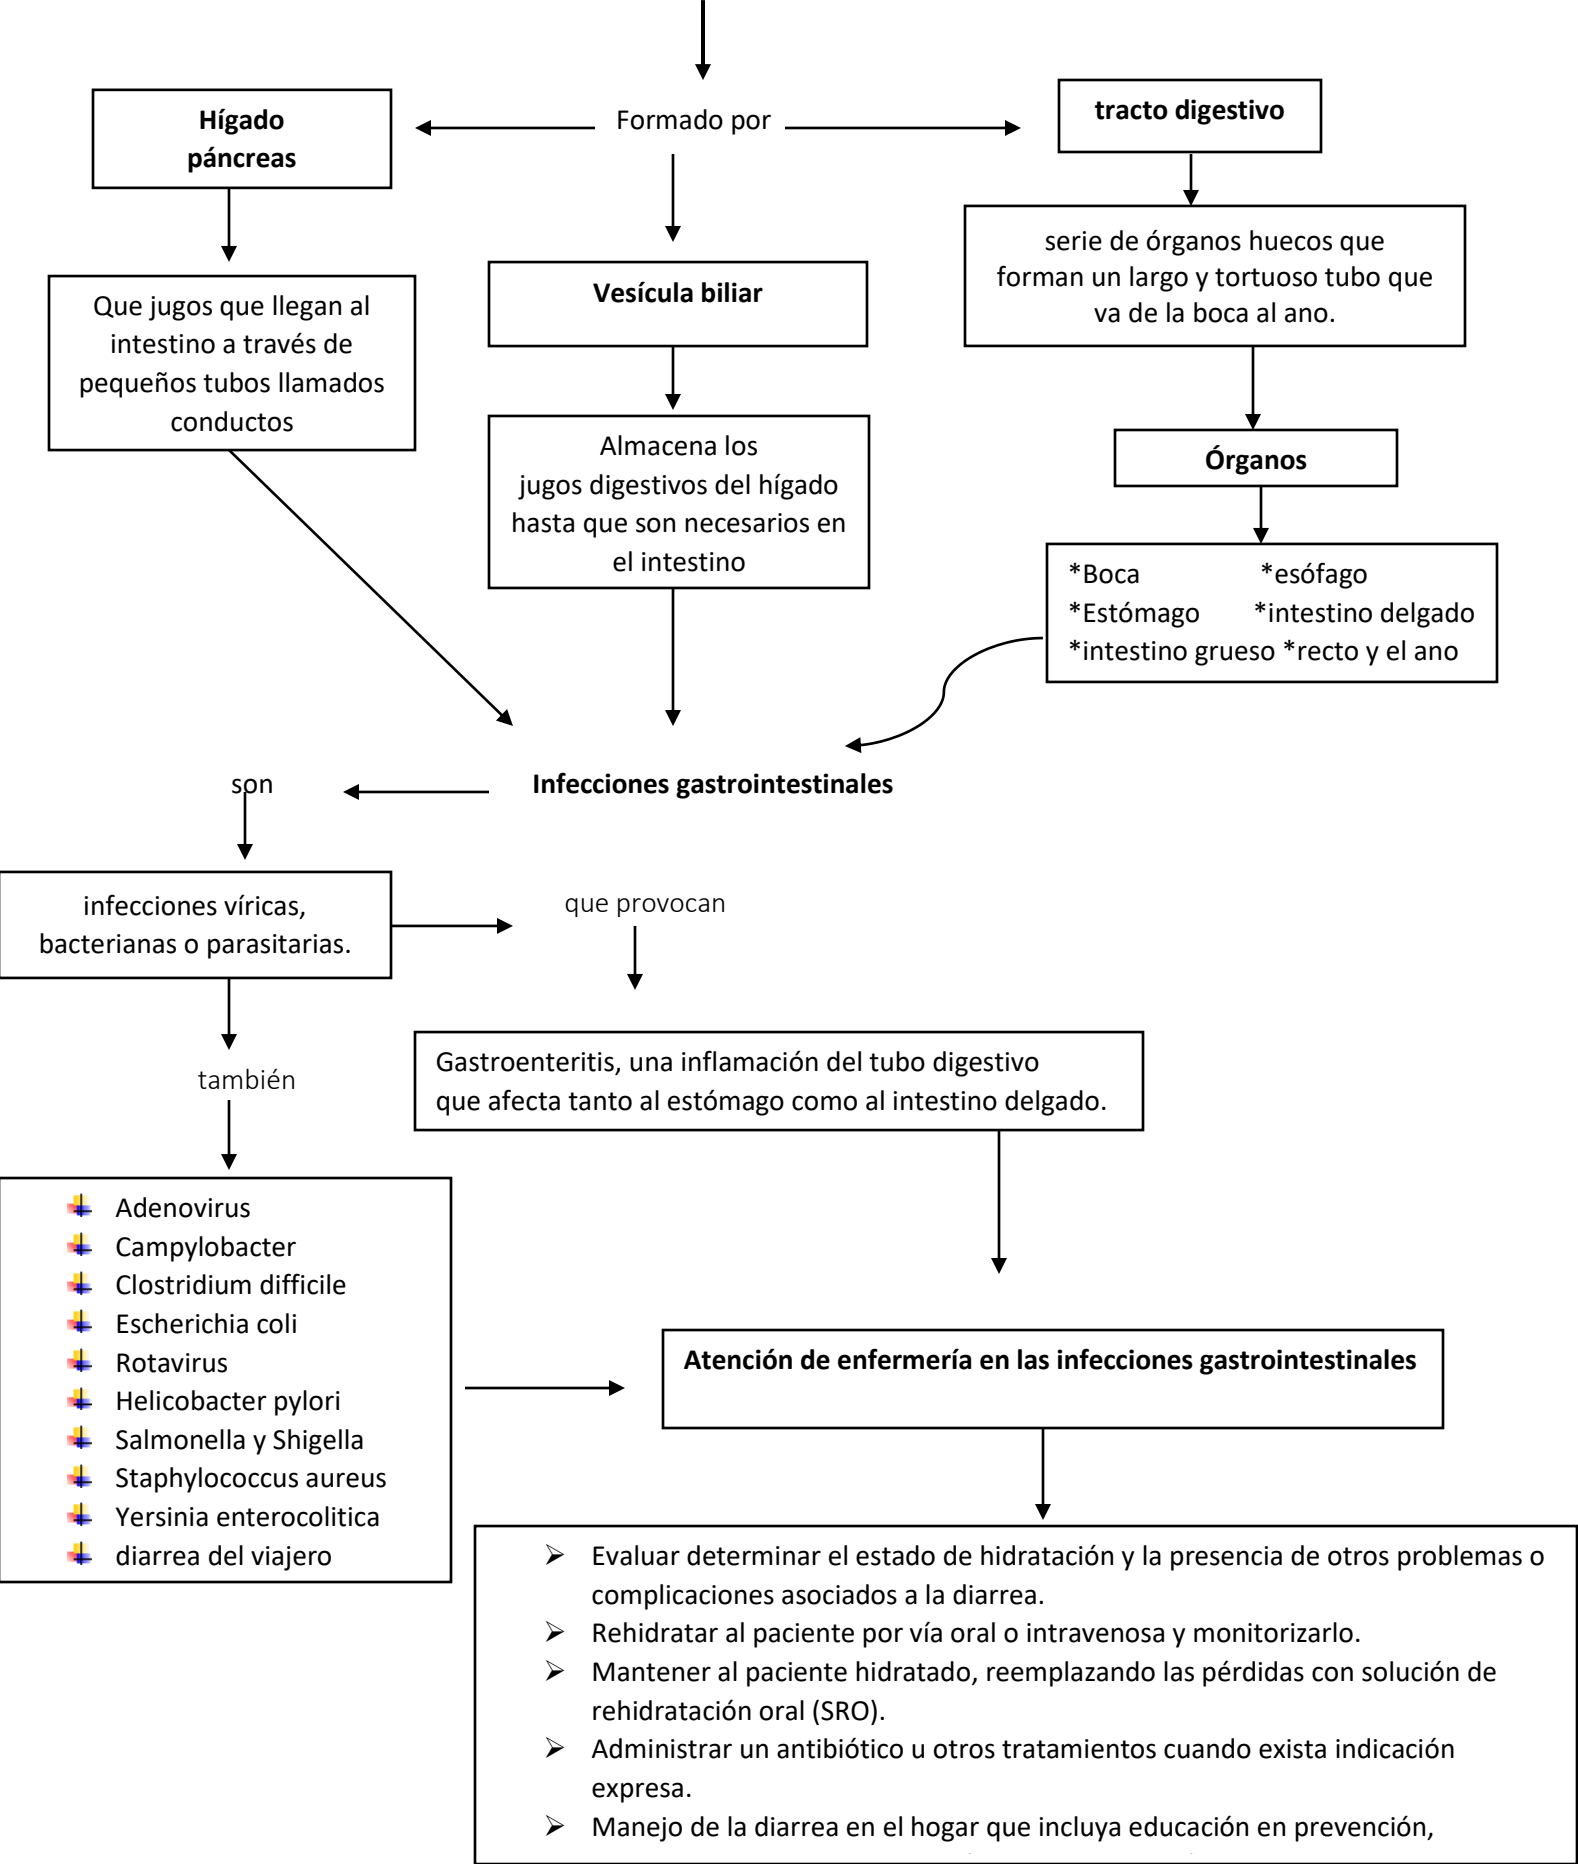 Formado por
Hígado
páncreas
tracto digestivo
Que jugos que llegan al
intestino a través de
pequeños tubos llamados
conductos
Vesícula biliar
serie de órganos huecos que
forman un largo y tortuoso tubo que
va de la boca al ano.
Almacena los
jugos digestivos del hígado
hasta que son necesarios en
el intestino
Órganos
*Boca *esófago
*Estómago *intestino delgado
*intestino grueso *recto y el ano
Infecciones gastrointestinales
son
infecciones víricas,
bacterianas o parasitarias.
que provocan
Gastroenteritis, una inflamación del tubo digestivo
que afecta tanto al estómago como al intestino delgado.
también
Adenovirus
Campylobacter
Clostridium difficile
Escherichia coli
Rotavirus
Helicobacter pylori
Salmonella y Shigella
Staphylococcus aureus
Yersinia enterocolitica
diarrea del viajero
Atención de enfermería en las infecciones gastrointestinales
Evaluar determinar el estado de hidratación y la presencia de otros problemas o
complicaciones asociados a la diarrea.
Rehidratar al paciente por vía oral o intravenosa y monitorizarlo.
Mantener al paciente hidratado, reemplazando las pérdidas con solución de
rehidratación oral (SRO).
Administrar un antibiótico u otros tratamientos cuando exista indicación
expresa.
Manejo de la diarrea en el hogar que incluya educación en prevención,